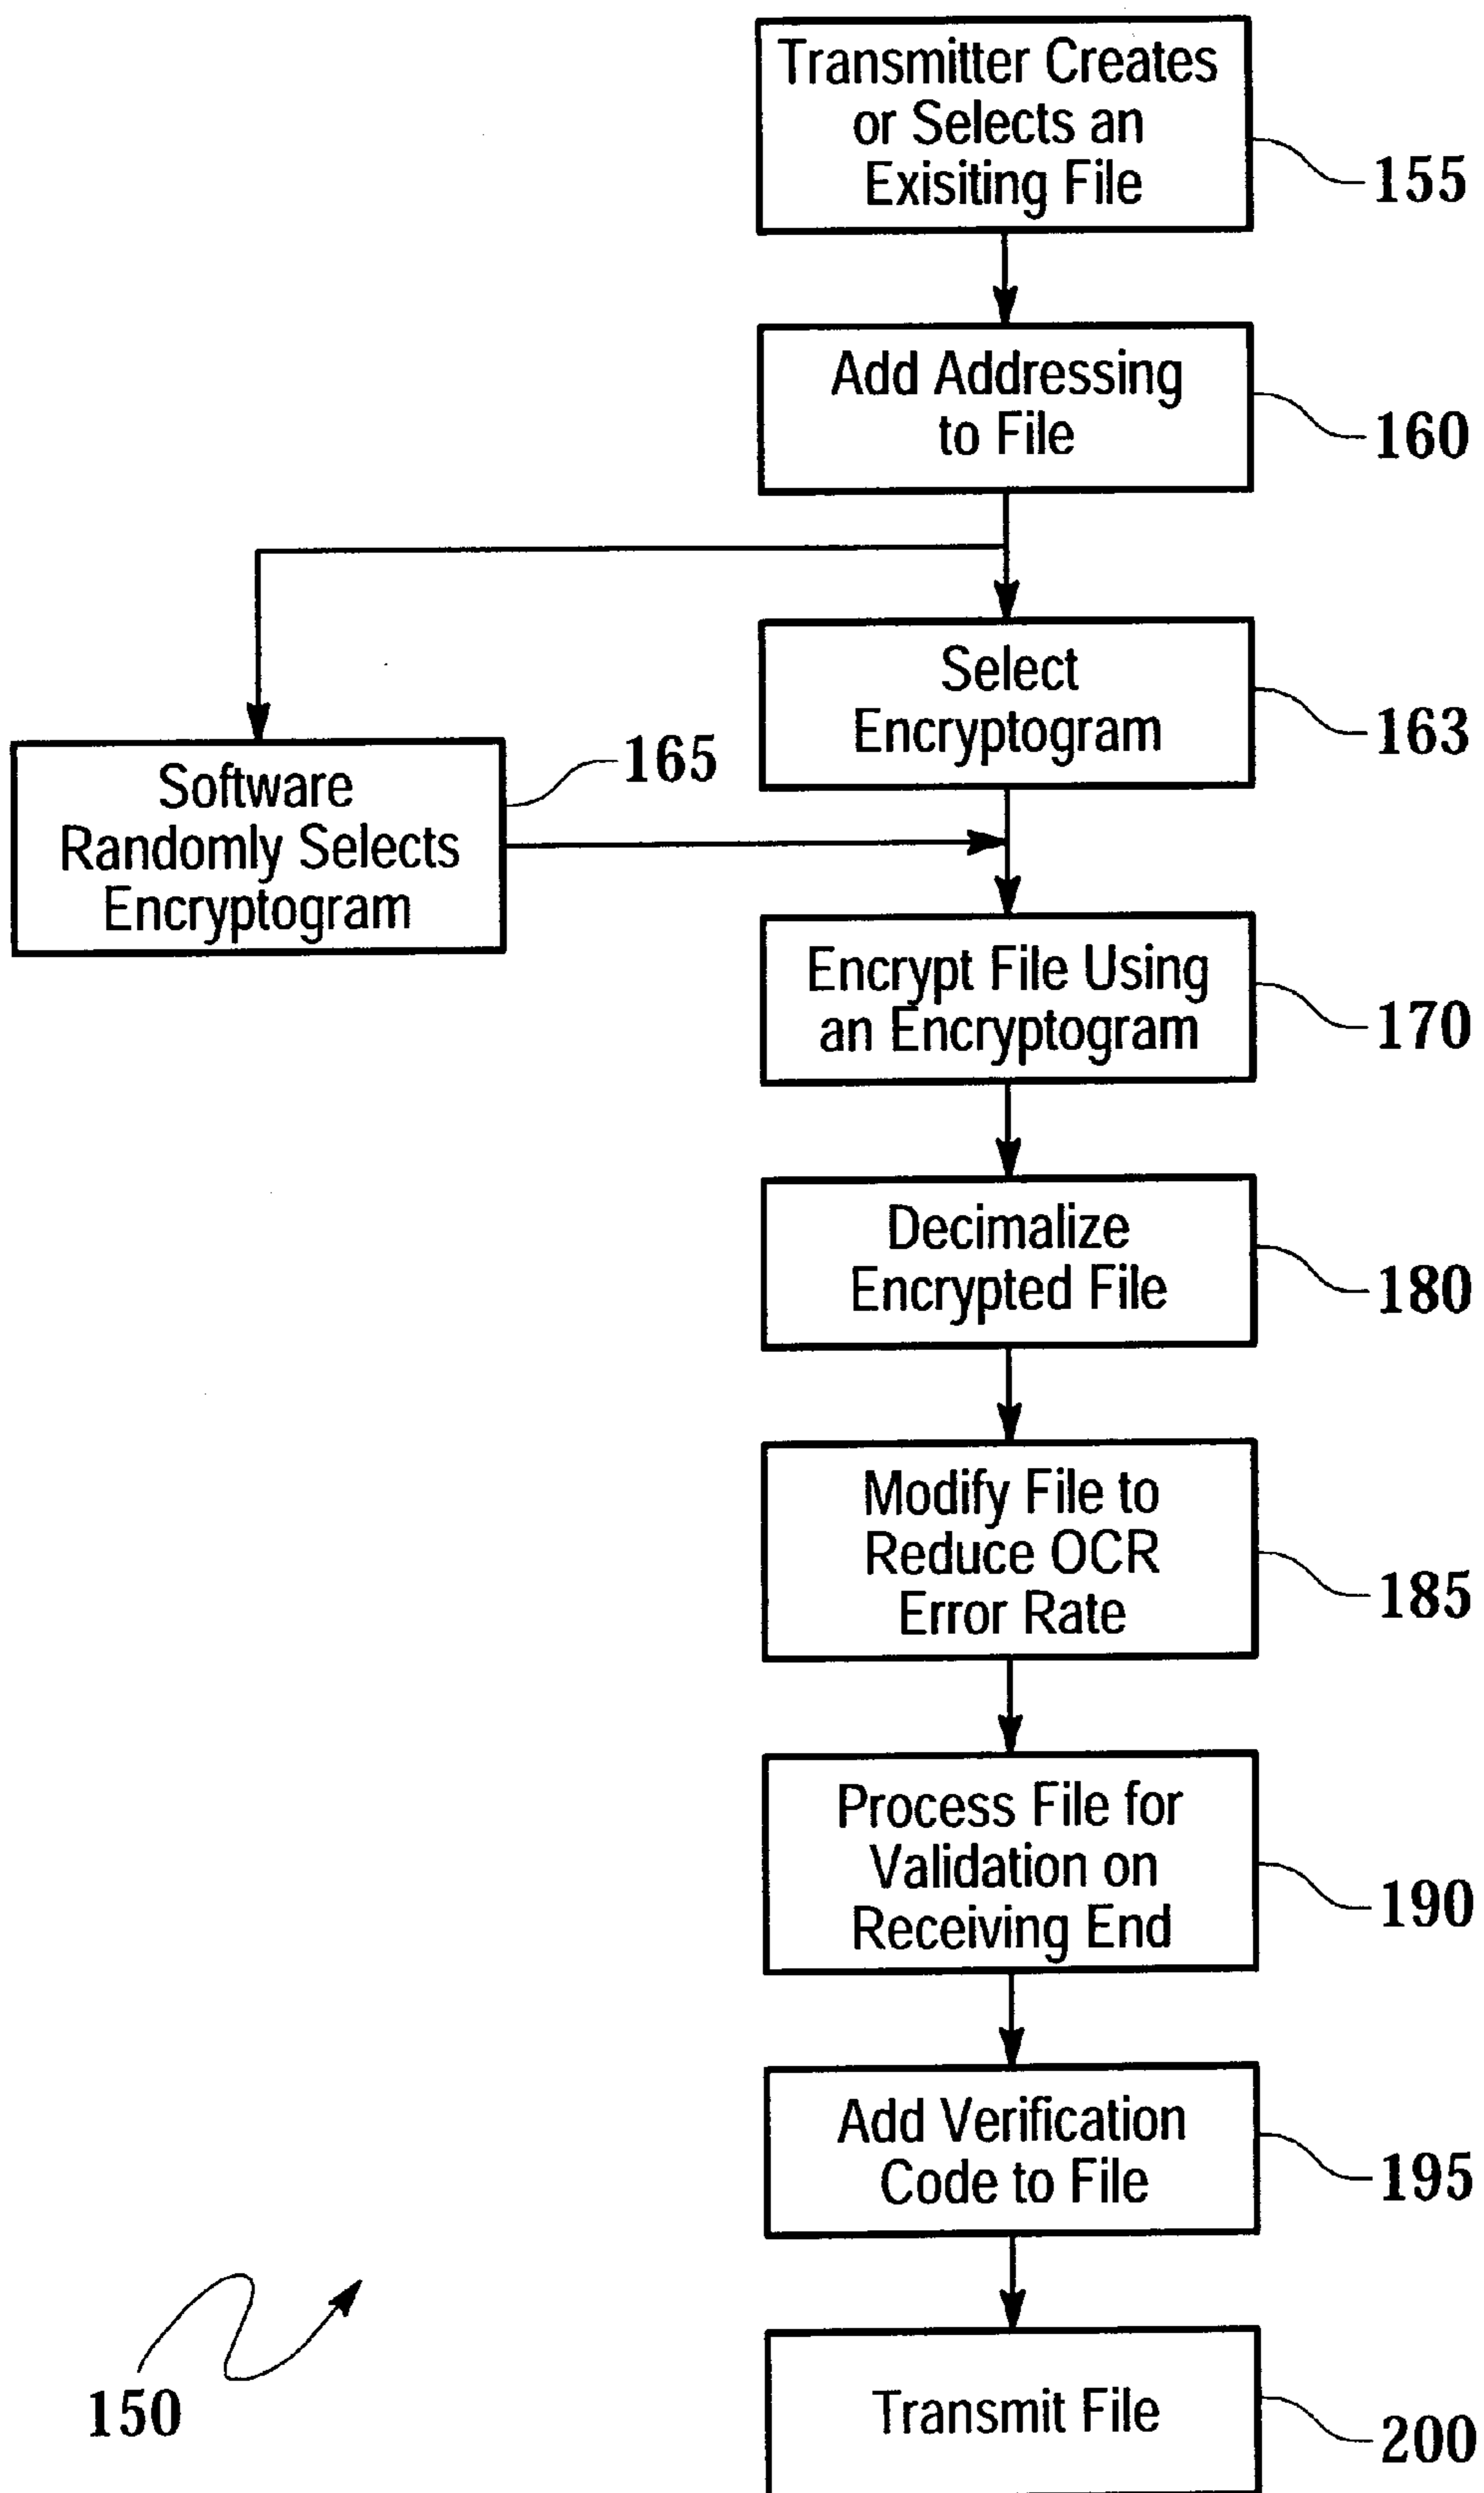 Transmitter Creates
or Selects an
Exisiting File
155
Add Addressing
to File
160
Select
Encryptogram
163
Software
Randomly Selects
Encryptogram
165
Encrypt File Using
an Encryptogram
170
Decimalize
Encrypted File
180
Modify File to
Reduce OCR
Error Rate
185
Process File for
Validation on
Receiving End
190
Add Verification
Code to File
195
Transmit File
200
150